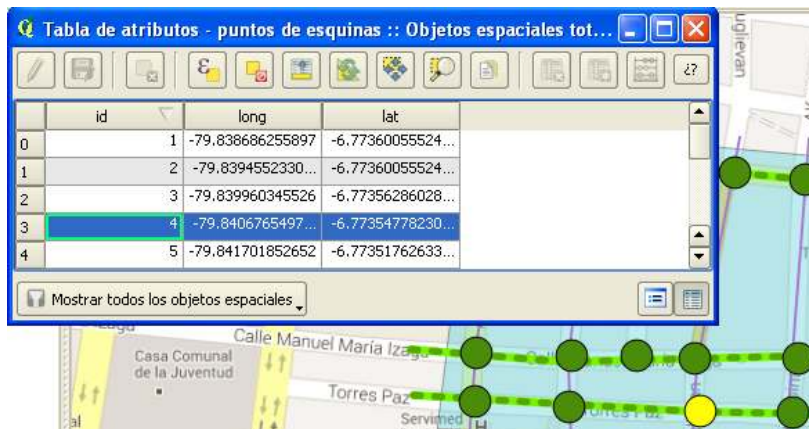 Tabla de atributos - puntos de esquinas :: Objetos espaciales tot...
id long lat
0 1 -79.838686255897 -6.77360055524...
1 2 -79.8394552330... -6.77360055524...
2 3 -79.839960345526 -6.77356286028...
3 4 -79.8406765497... -6.77354778230...
4 5 -79.841701852652 -6.77351762633...
Mostrar todos los objetos espaciales
uglievan
Calle Manuel María Izaga
Casa Comunal
de la Juventud
Torres Paz
Torres Paz
Servimed
H
al